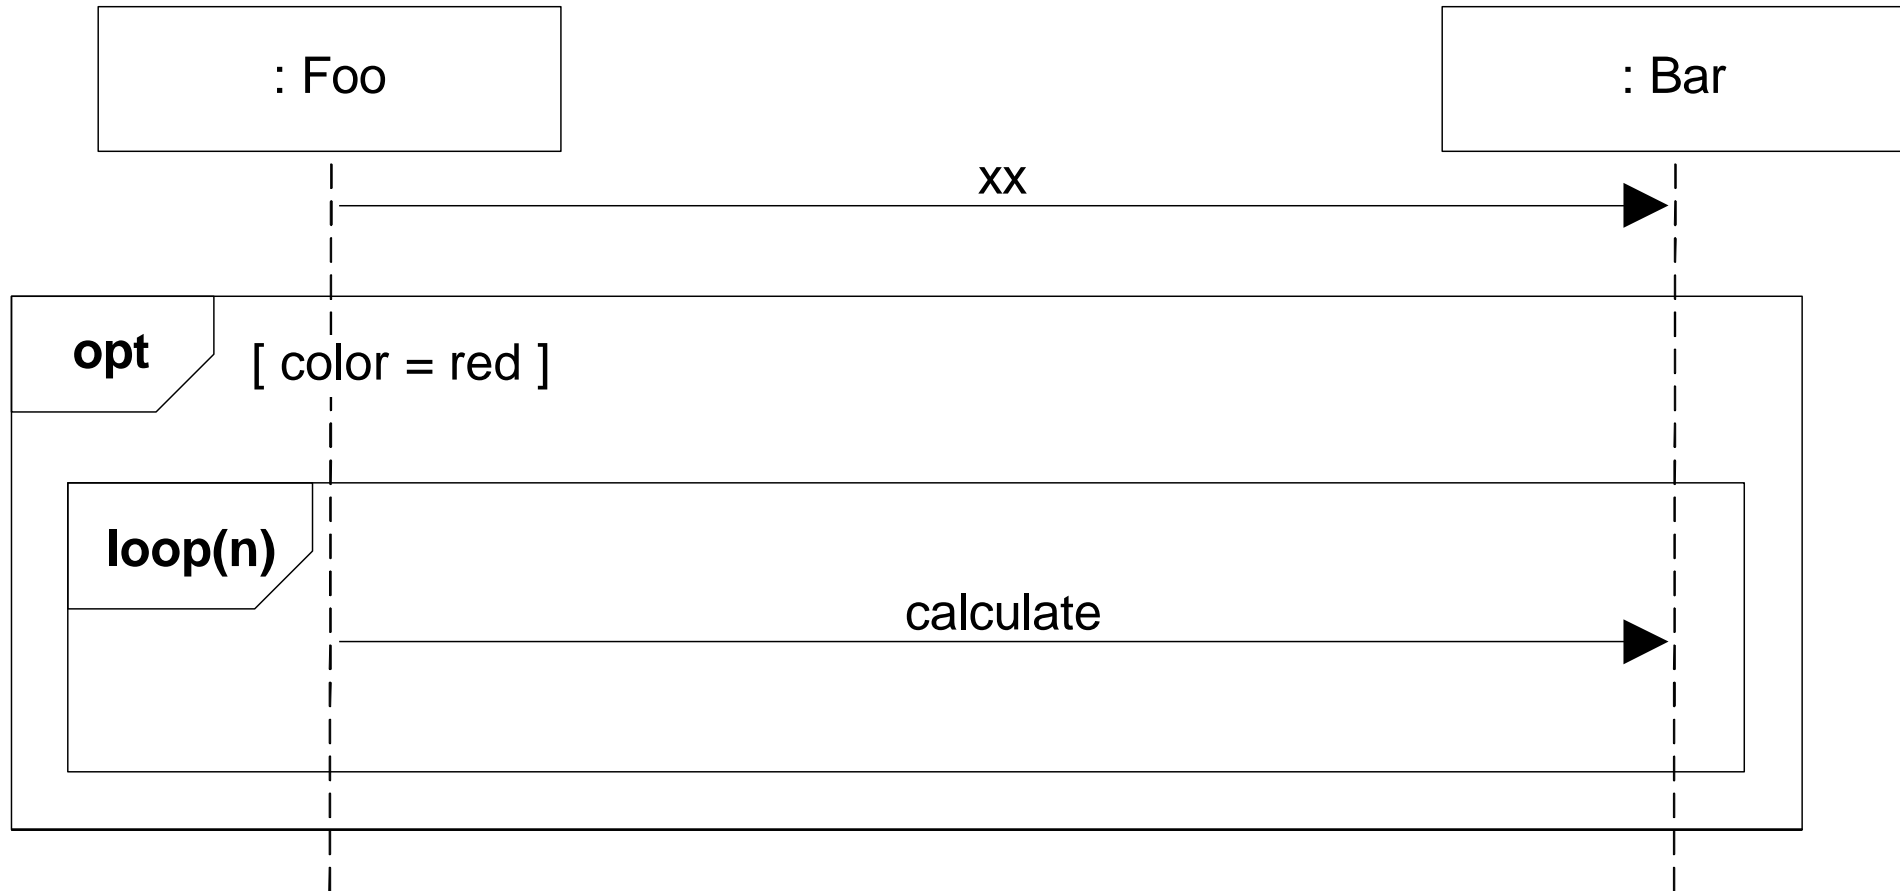 : Foo
: Bar
xx
opt
[ color = red ]
loop(n)
calculate